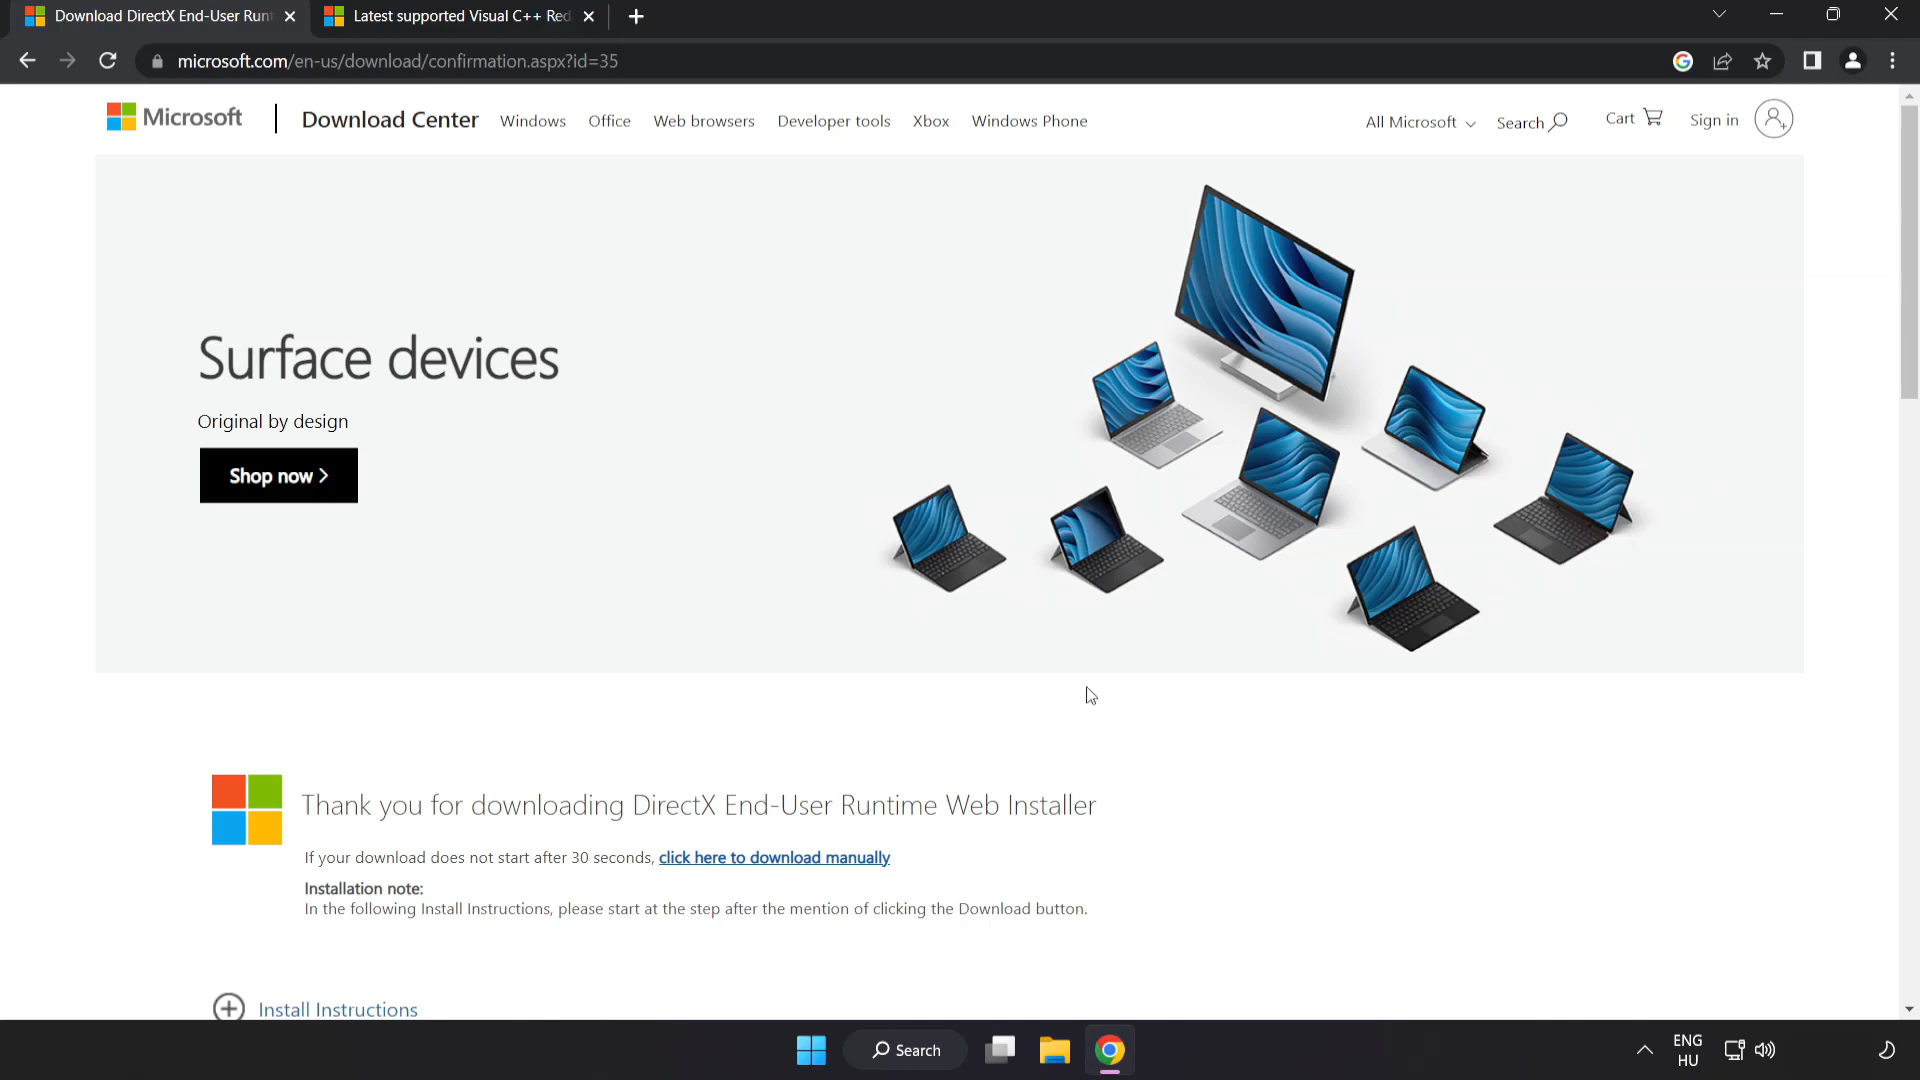 Download DirectX End-User Runt
Latest supported Visual C++ Red
microsoft.com/en-us/download/confirmation.aspx?id=35
Microsoft
Download Center
Windows
Office
Web browsers
Developer tools
Xbox
Windows Phone
All Microsoft
Search
Cart
Sign in
Surface devices
Original by design
Shop now
Thank you for downloading DirectX End-User Runtime Web Installer
If your download does not start after 30 seconds, click here to download manually
Installation note:
In the following Install Instructions, please start at the step after the mention of clicking the Download button.
Install Instructions
Search
ENG
HU